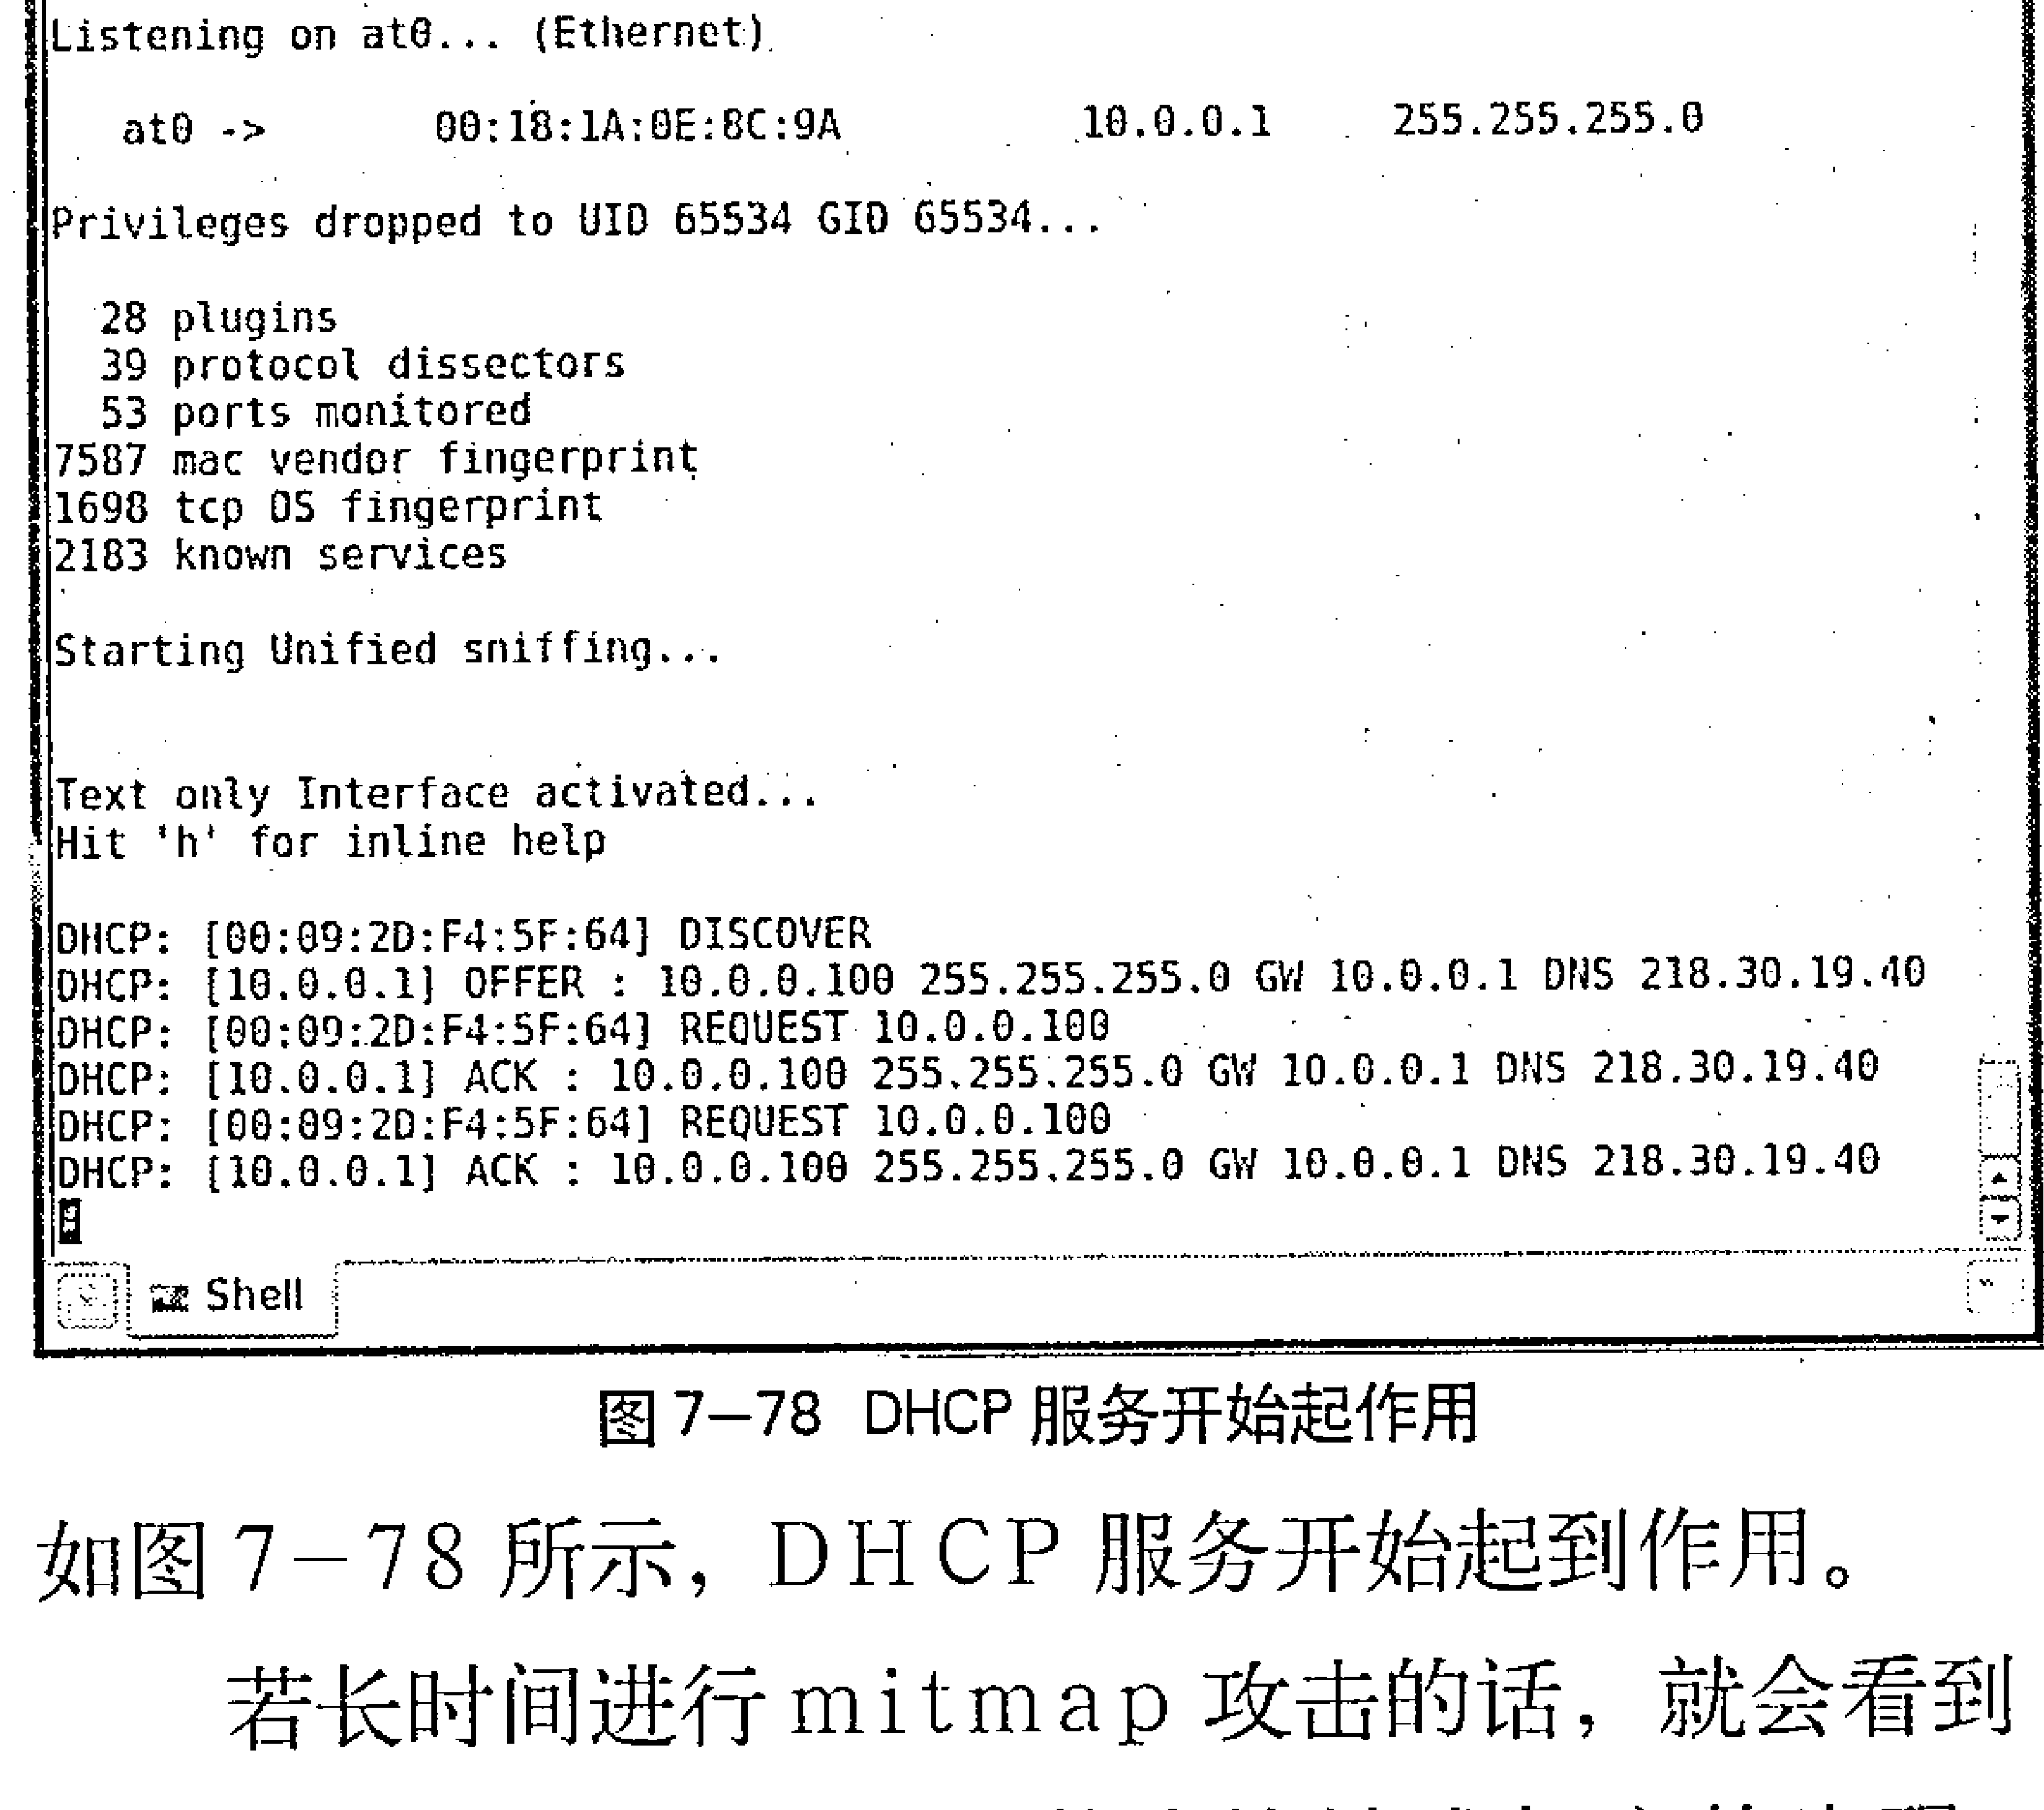 Listening on at0... (Ethernet)
at0 -> 00:18:1A:0E:8C:9A 10.0.0.1 255.255.255.0
Privileges dropped to UID 65534 GID 65534...
28 plugins
39 protocol dissectors
53 ports monitored
7587 mac vendor fingerprint
1698 tcp OS fingerprint
2183 known services
Starting Unified sniffing...
Text only Interface activated...
Hit 'h' for inline help
DHCP: [00:09:2D:F4:5F:64] DISCOVER
DHCP: [10.0.0.1] OFFER : 10.0.0.100 255.255.255.0 GW 10.0.0.1 DNS 218.30.19.40
DHCP: [00:09:2D:F4:5F:64] REQUEST 10.0.0.100
DHCP: [10.0.0.1] ACK : 10.0.0.100 255.255.255.0 GW 10.0.0.1 DNS 218.30.19.40
DHCP: [00:09:2D:F4:5F:64] REQUEST 10.0.0.100
DHCP: [10.0.0.1] ACK : 10.0.0.100 255.255.255.0 GW 10.0.0.1 DNS 218.30.19.40
Shell
图 7-78 DHCP 服务开始起作用
如图 7-78 所示，DHCP 服务开始起到作用。
若长时间进行 mitmap 攻击的话，就会看到